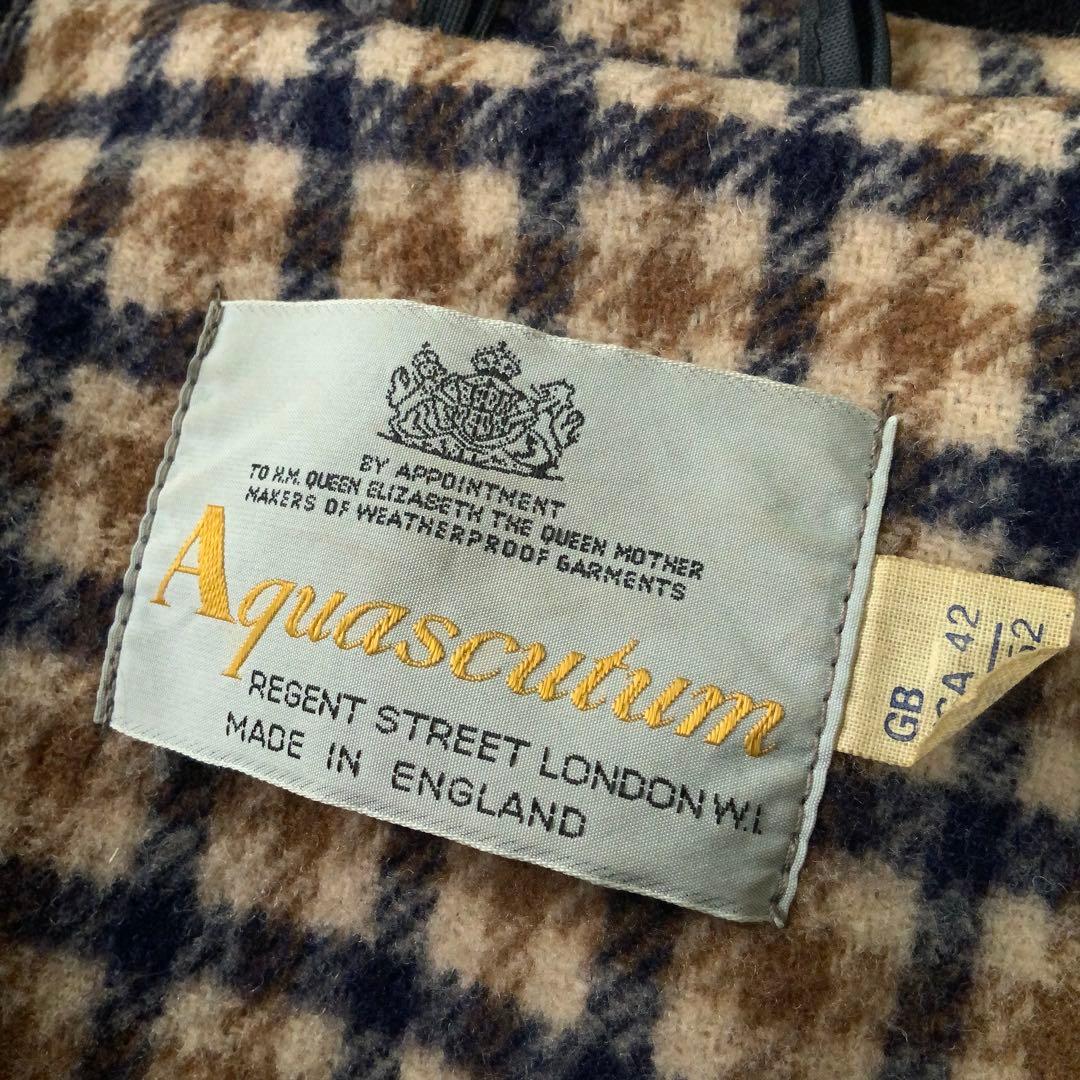 BY APPOINTMENT
TO H.M. QUEEN ELIZABETH THE QUEEN MOTHER
MAKERS OF WEATHERPROOF GARMENTS
Aquascutum
REGENT STREET LONDON W.1.
MADE IN ENGLAND
GB
42